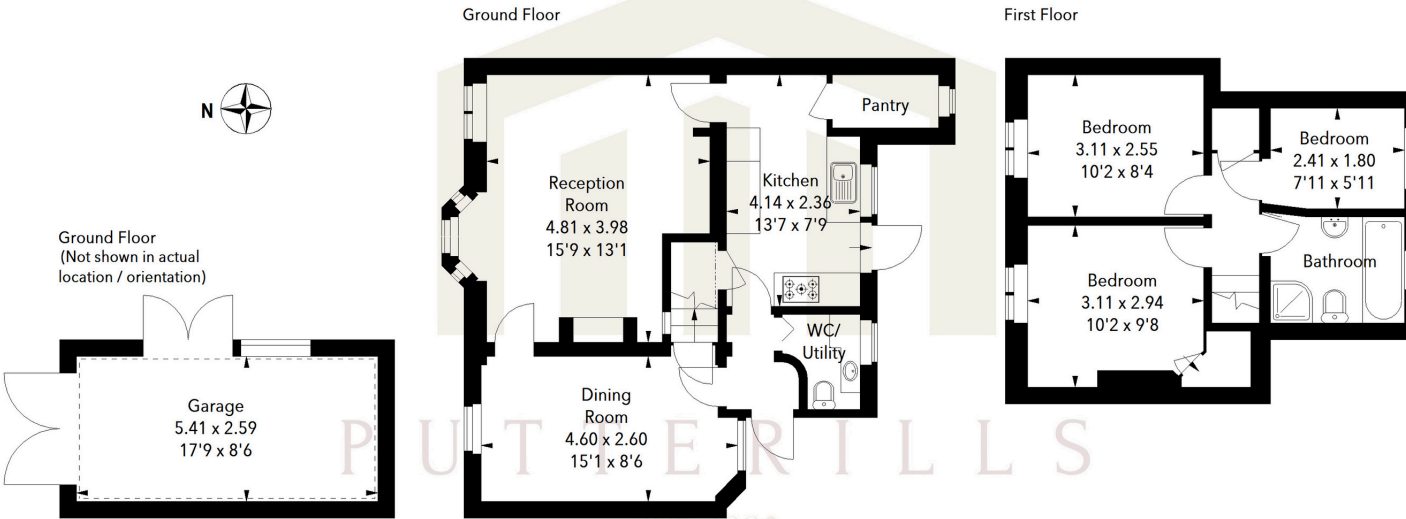 Ground Floor
First Floor
N
Pantry
Reception
Room
4.81 x 3.98
15'9 x 13'1
Kitchen
4.14 x 2.36
13'7 x 7'9
Bedroom
3.11 x 2.55
10'2 x 8'4
Bedroom
2.41 x 1.80
7'11 x 5'11
Ground Floor
(Not shown in actual
location / orientation)
Bathroom
Bedroom
3.11 x 2.94
10'2 x 9'8
WC/
Utility
Garage
5.41 x 2.59
17'9 x 8'6
Dining
Room
4.60 x 2.60
15'1 x 8'6
PUTTERILLS